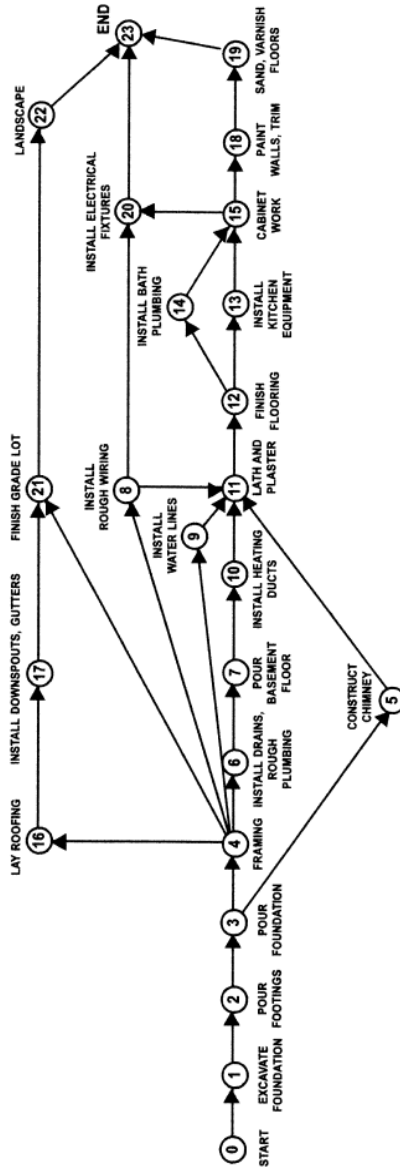 0
START
1
EXCAVATE
FOUNDATION
2
POUR
FOOTINGS
3
POUR
FOUNDATION
4
FRAMING
5
CONSTRUCT
CHIMNEY
6
INSTALL DRAINS,
ROUGH
PLUMBING
7
POUR
BASEMENT
FLOOR
8
INSTALL
ROUGH WIRING
9
INSTALL
WATER LINES
10
INSTALL HEATING
DUCTS
11
LATH AND
PLASTER
12
FINISH
FLOORING
13
INSTALL
KITCHEN
EQUIPMENT
14
INSTALL BATH
PLUMBING
15
CABINET
WORK
16
LAY ROOFING
17
INSTALL DOWNSPOUTS, GUTTERS
18
PAINT
WALLS, TRIM
19
SAND, VARNISH
FLOORS
20
INSTALL ELECTRICAL
FIXTURES
21
FINISH GRADE LOT
22
LANDSCAPE
23
END